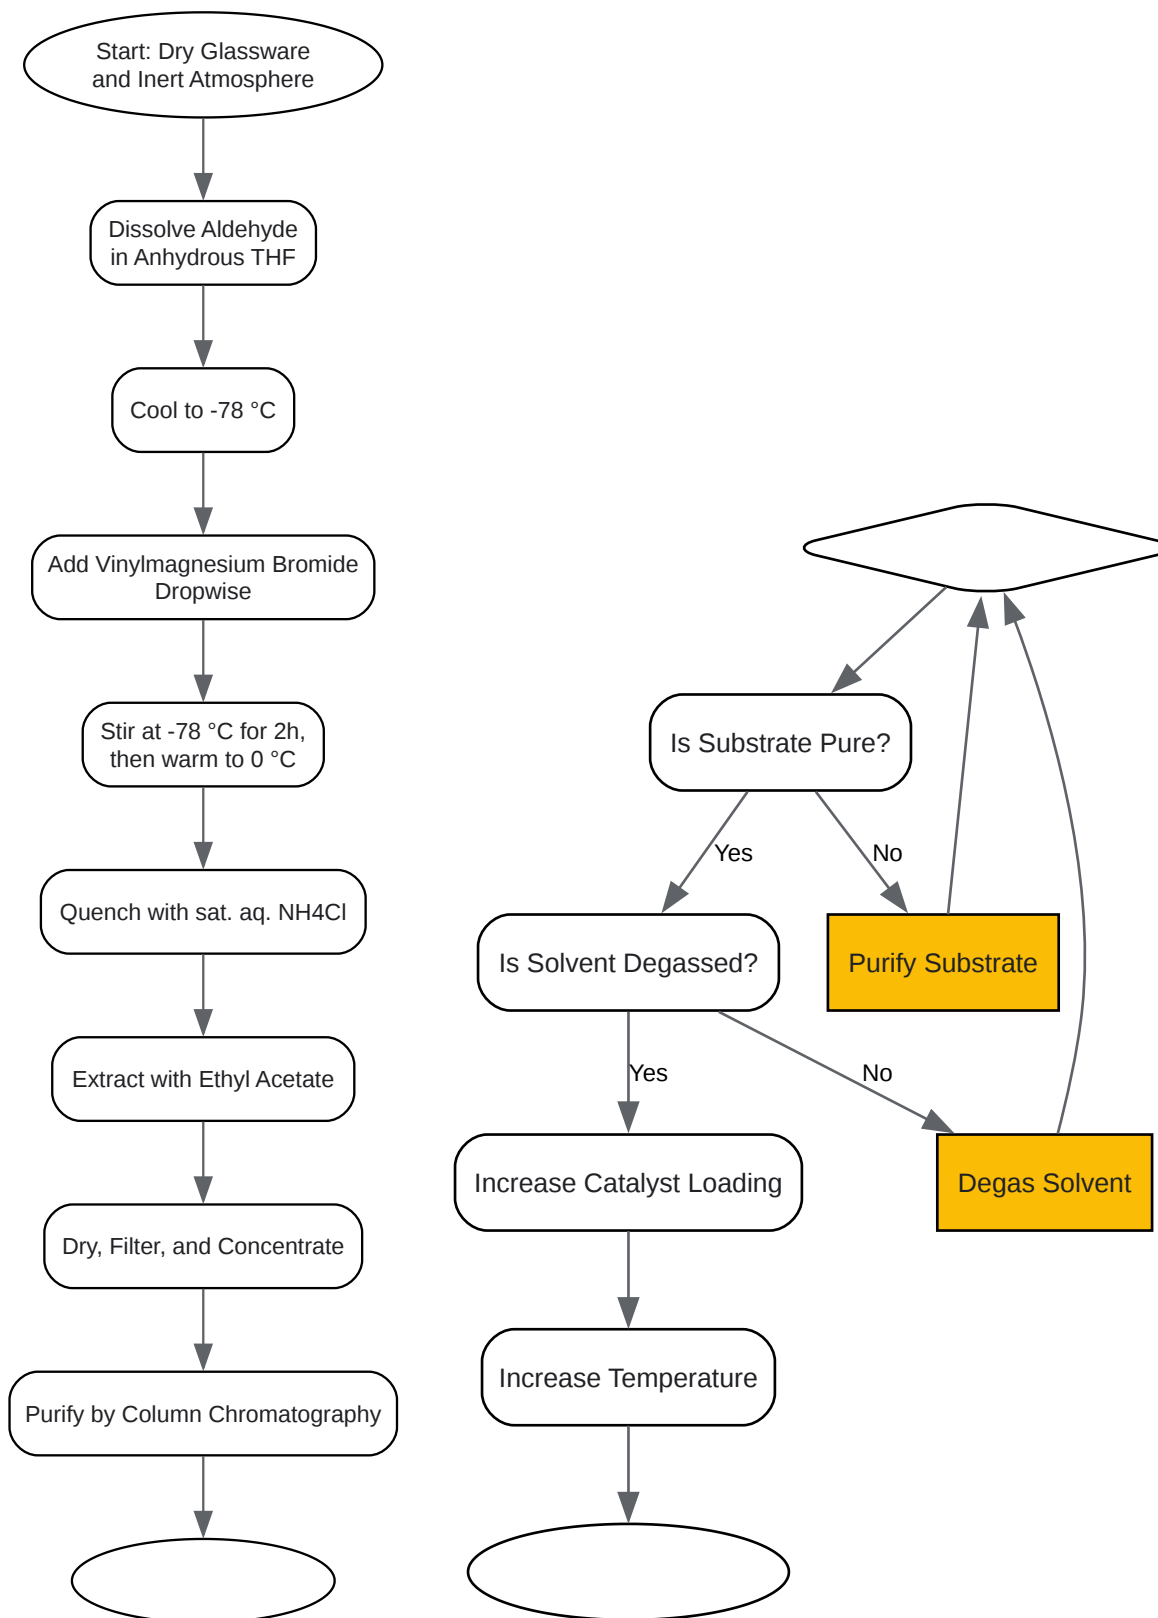 Start: Dry Glassware
and Inert Atmosphere
Dissolve Aldehyde
in Anhydrous THF
Cool to -78 °C
Add Vinylmagnesium Bromide
Dropwise
Stir at -78 °C for 2h,
then warm to 0 °C
Quench with sat. aq. NH4Cl
Extract with Ethyl Acetate
Dry, Filter, and Concentrate
Purify by Column Chromatography
Is Substrate Pure?
Yes
No
Is Solvent Degassed?
Purify Substrate
Yes
No
Increase Catalyst Loading
Degas Solvent
Increase Temperature